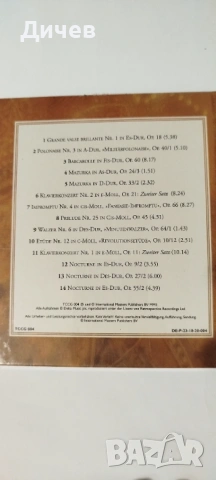 Дичев
1 Grande valse brillante Nr. 1 in Es-Dur, Op. 18 (5.38)
2 Polonaise Nr. 3 in A-Dur, «Militärpolonaise», Op. 40/1 (5.10)
3 Barcarolle in Fis-Dur, Op. 60 (8.17)
4 Mazurka in As-Dur, Op. 24/3 (1.51)
5 Mazurka in D-Dur, Op. 33/2 (2.32)
6 Klavierkonzert Nr. 2 in f-Moll, Op. 21: Zweiter Satz (8.24)
7 Impromptu Nr. 4 in cis-Moll, «Fantasie-Impromptu», Op. 66 (8.27)
8 Prelude Nr. 25 in cis-Moll, Op. 45 (4.51)
9 Walzer Nr. 6 in Des-Dur, «Minutenwalzer», Op. 64/1 (1.43)
10 Etüde Nr. 12 in c-Moll, «Revolutionsetüde», Op. 10/12 (2.51)
11 Klavierkonzert Nr. 1 in e-Moll, Op. 11: Zweiter Satz (10.14)
12 Nocturne in Es-Dur, Op. 9/2 (3.55)
13 Nocturne in Des-Dur, Op. 27/2 (4.00)
14 Nocturne in Es-Dur, Op. 55/2 (4.39)
bazar
БАЗАР
.bg